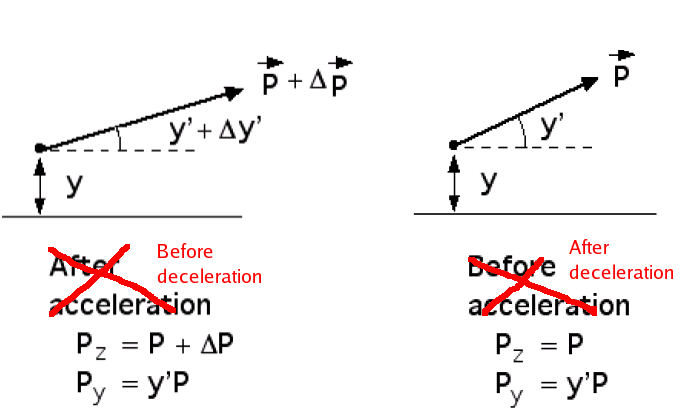 p + Δp
y' + Δy'
y
After
acceleration
Before
deceleration
P_z = P + ΔP
P_y = y'P
p
y'
y
Before
acceleration
After
deceleration
P_z = P
P_y = y'P